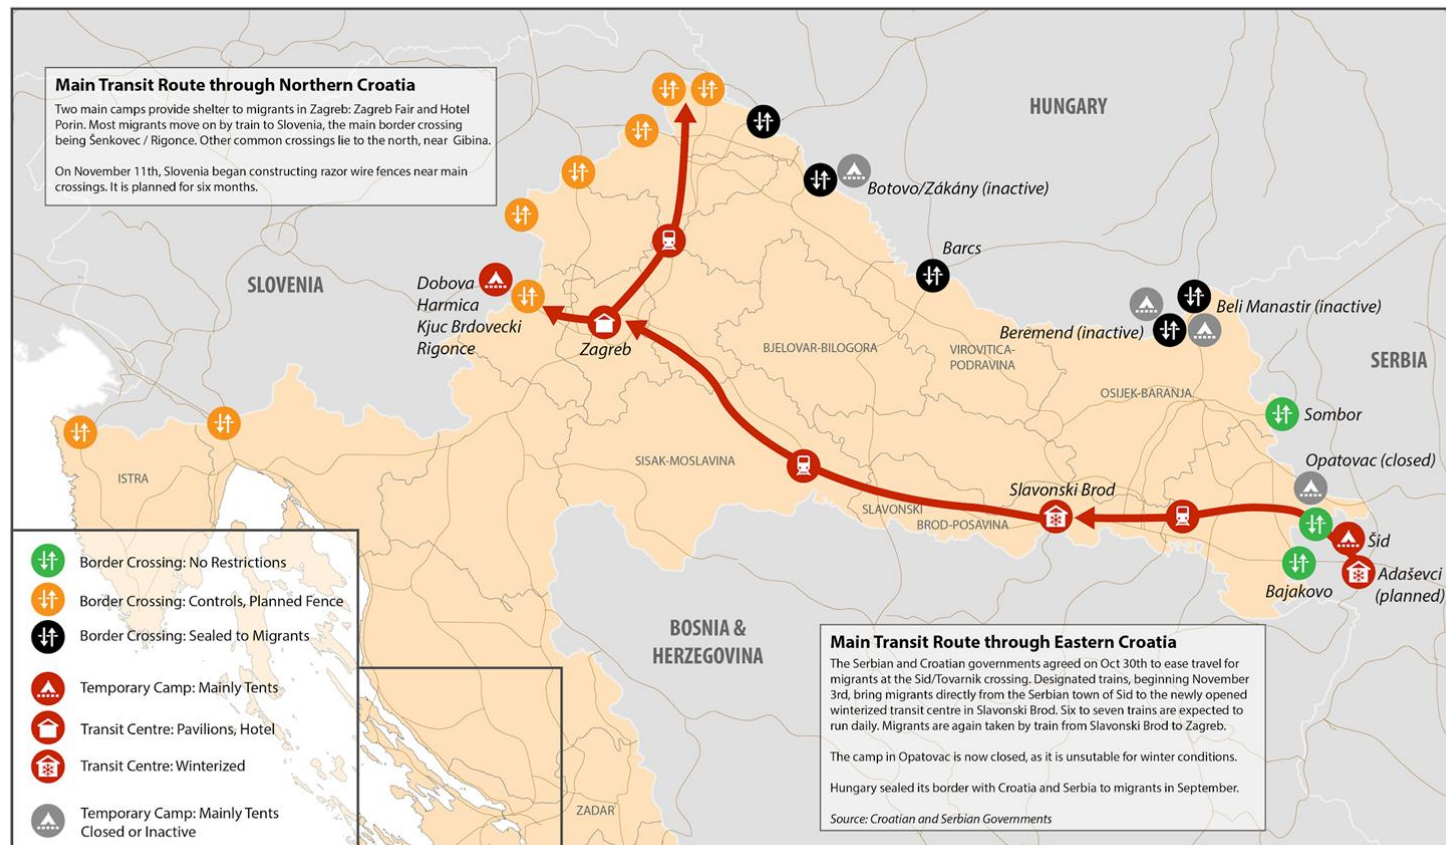 Main Transit Route through Northern Croatia
Two main camps provide shelter to migrants in Zagreb: Zagreb Fair and Hotel
Porin. Most migrants move on by train to Slovenia, the main border crossing
being Šenkovec / Rigonce. Other common crossings lie to the north, near Gibina.
On November 11th, Slovenia began constructing razor wire fences near main
crossings. It is planned for six months.
HUNGARY
Botovo/Zákány (inactive)
Barcs
SLOVENIA
Dobova
Harmica
Kjuc Brdovecki
Rigonce
Zagreb
Beli Manastir (inactive)
Beremend (inactive)
BJELOVAR-BILOGORA
VIROVITICA-
PODRAVINA
SERBIA
OSIJEK-BARANJA
Sombor
ISTRA
SISAK-MOSLAVINA
Opatovac (closed)
Slavonski Brod
SLAVONSKI
BROD-POSAVINA
Šid
Adaševci
(planned)
Bajakovo
BOSNIA &
HERZEGOVINA
ZADAR
Border Crossing: No Restrictions
Border Crossing: Controls, Planned Fence
Border Crossing: Sealed to Migrants
Temporary Camp: Mainly Tents
Transit Centre: Pavilions, Hotel
Transit Centre: Winterized
Temporary Camp: Mainly Tents
Closed or Inactive
Main Transit Route through Eastern Croatia
The Serbian and Croatian governments agreed on Oct 30th to ease travel for
migrants at the Sid/Tovarnik crossing. Designated trains, beginning November
3rd, bring migrants directly from the Serbian town of Sid to the newly opened
winterized transit centre in Slavonski Brod. Six to seven trains are expected to
run daily. Migrants are again taken by train from Slavonski Brod to Zagreb.
The camp in Opatovac is now closed, as it is unsutable for winter conditions.
Hungary sealed its border with Croatia and Serbia to migrants in September.
Source: Croatian and Serbian Governments